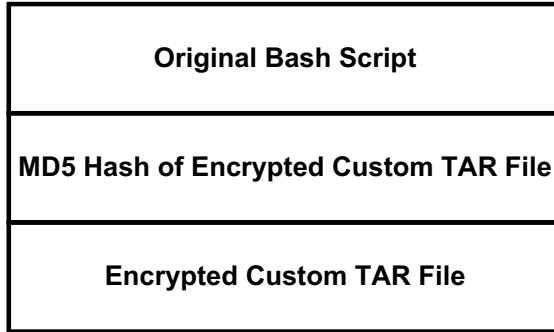 Original Bash Script
MD5 Hash of Encrypted Custom TAR File
Encrypted Custom TAR File